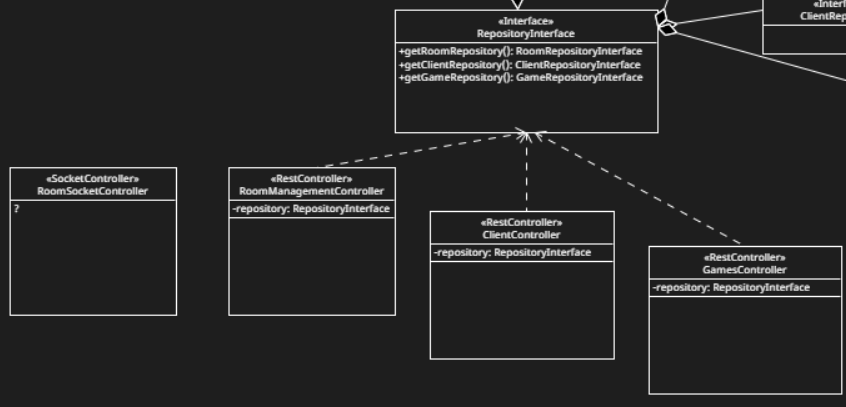 «Interface»
RepositoryInterface
+getRoomRepository(): RoomRepositoryInterface
+getClientRepository(): ClientRepositoryInterface
+getGameRepository(): GameRepositoryInterface
«Interf
ClientRep
«SocketController»
RoomSocketController
?
«RestController»
RoomManagementController
-repository: RepositoryInterface
«RestController»
ClientController
-repository: RepositoryInterface
«RestController»
GamesController
-repository: RepositoryInterface